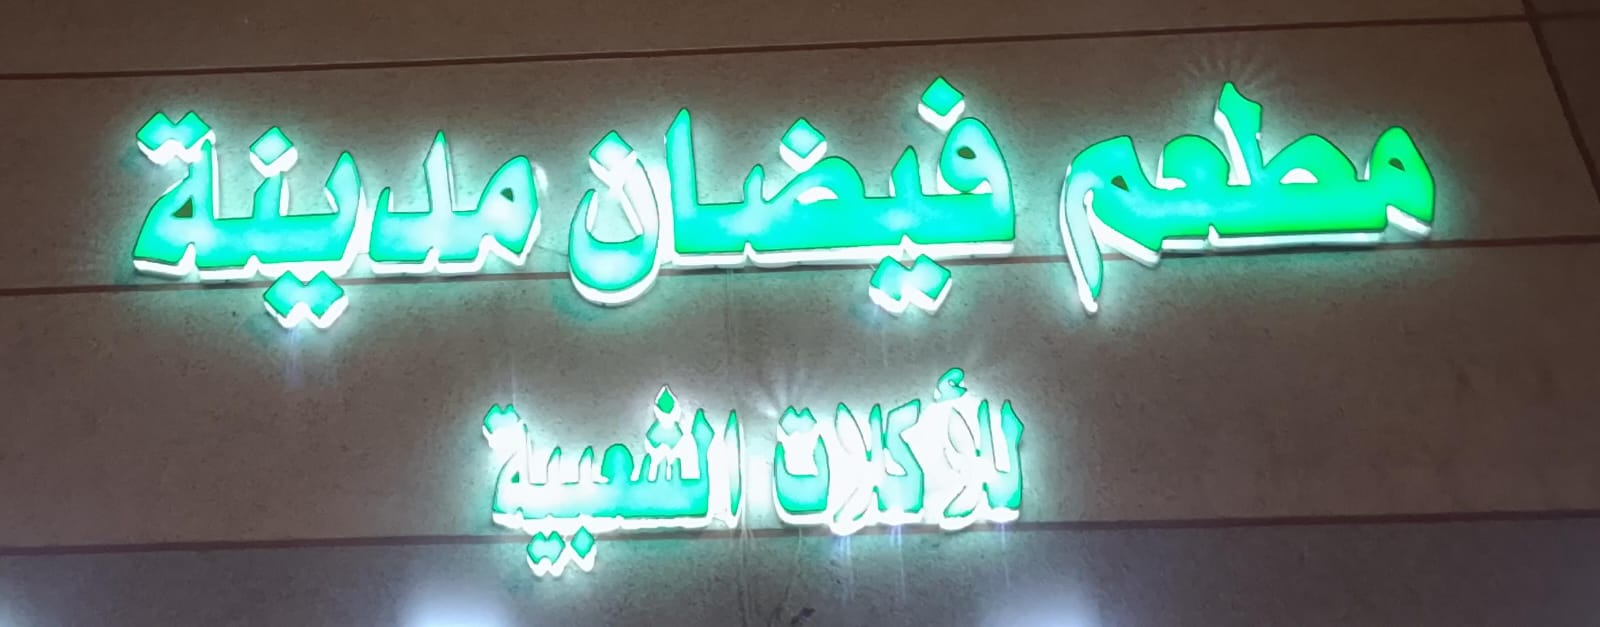 مطعم فيضان مدينة
للأكلات الشعبية